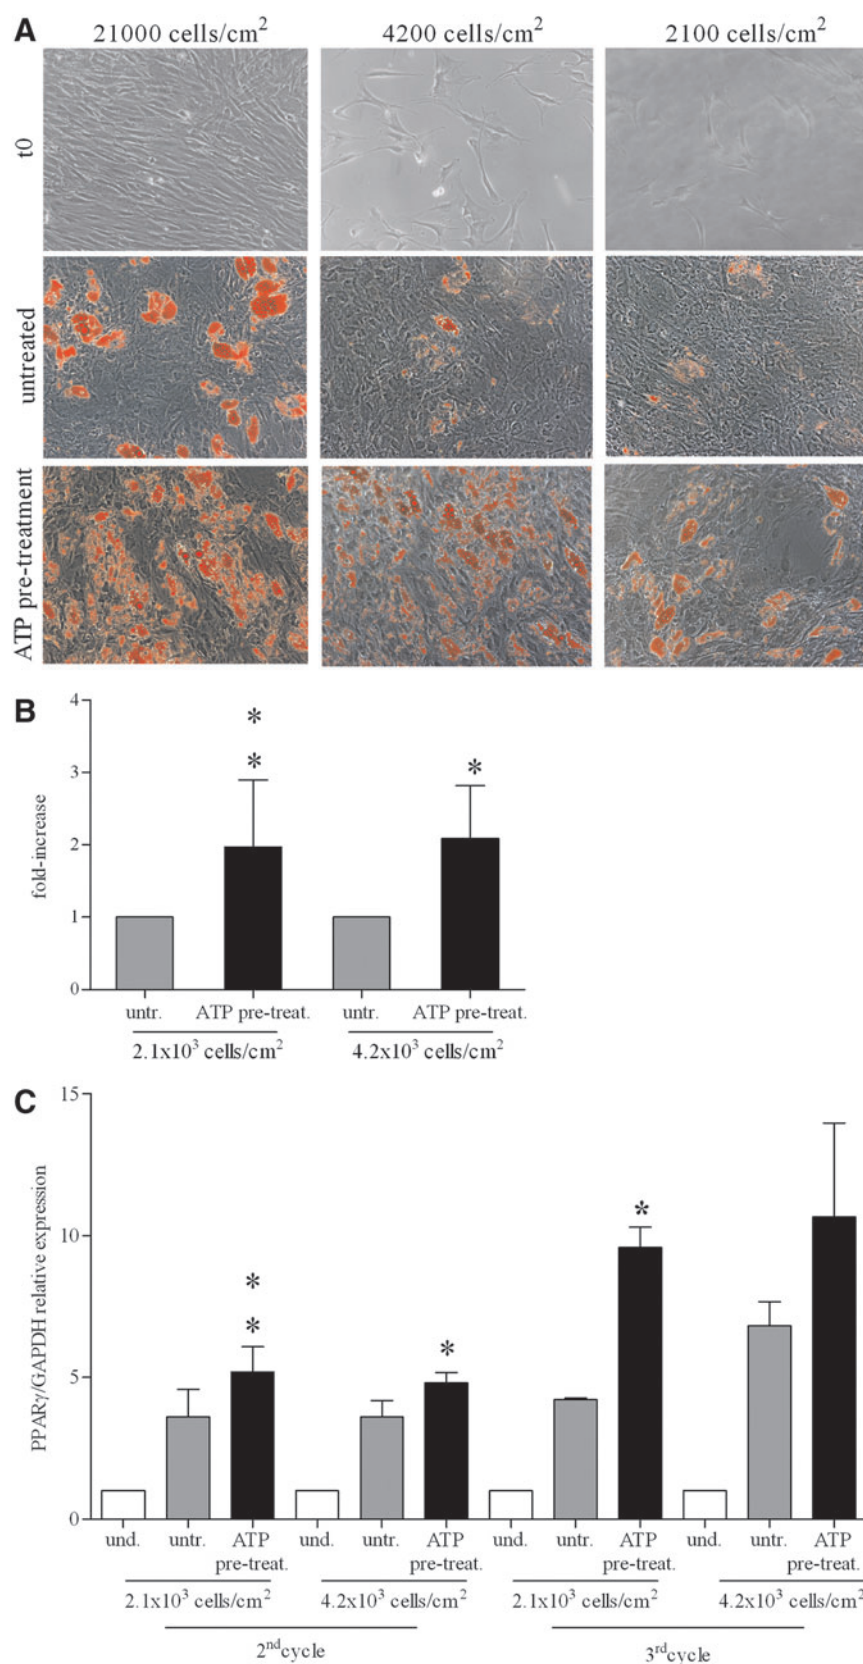 A
21000 cells/cm²
4200 cells/cm²
2100 cells/cm²
t0
untreated
ATP pre-treatment
B
4
3
2
1
0
fold-increase
* *
*
untr.
ATP pre-treat.
untr.
ATP pre-treat.
2.1x10³ cells/cm²
4.2x10³ cells/cm²
C
15
10
5
0
PPARγ/GAPDH relative expression
* *
*
*
und.
untr.
ATP
pre-treat.
und.
untr.
ATP
pre-treat.
und.
untr.
ATP
pre-treat.
und.
untr.
ATP
pre-treat.
2.1x10³ cells/cm²
4.2x10³ cells/cm²
2.1x10³ cells/cm²
4.2x10³ cells/cm²
2ⁿᵈcycle
3ʳᵈcycle